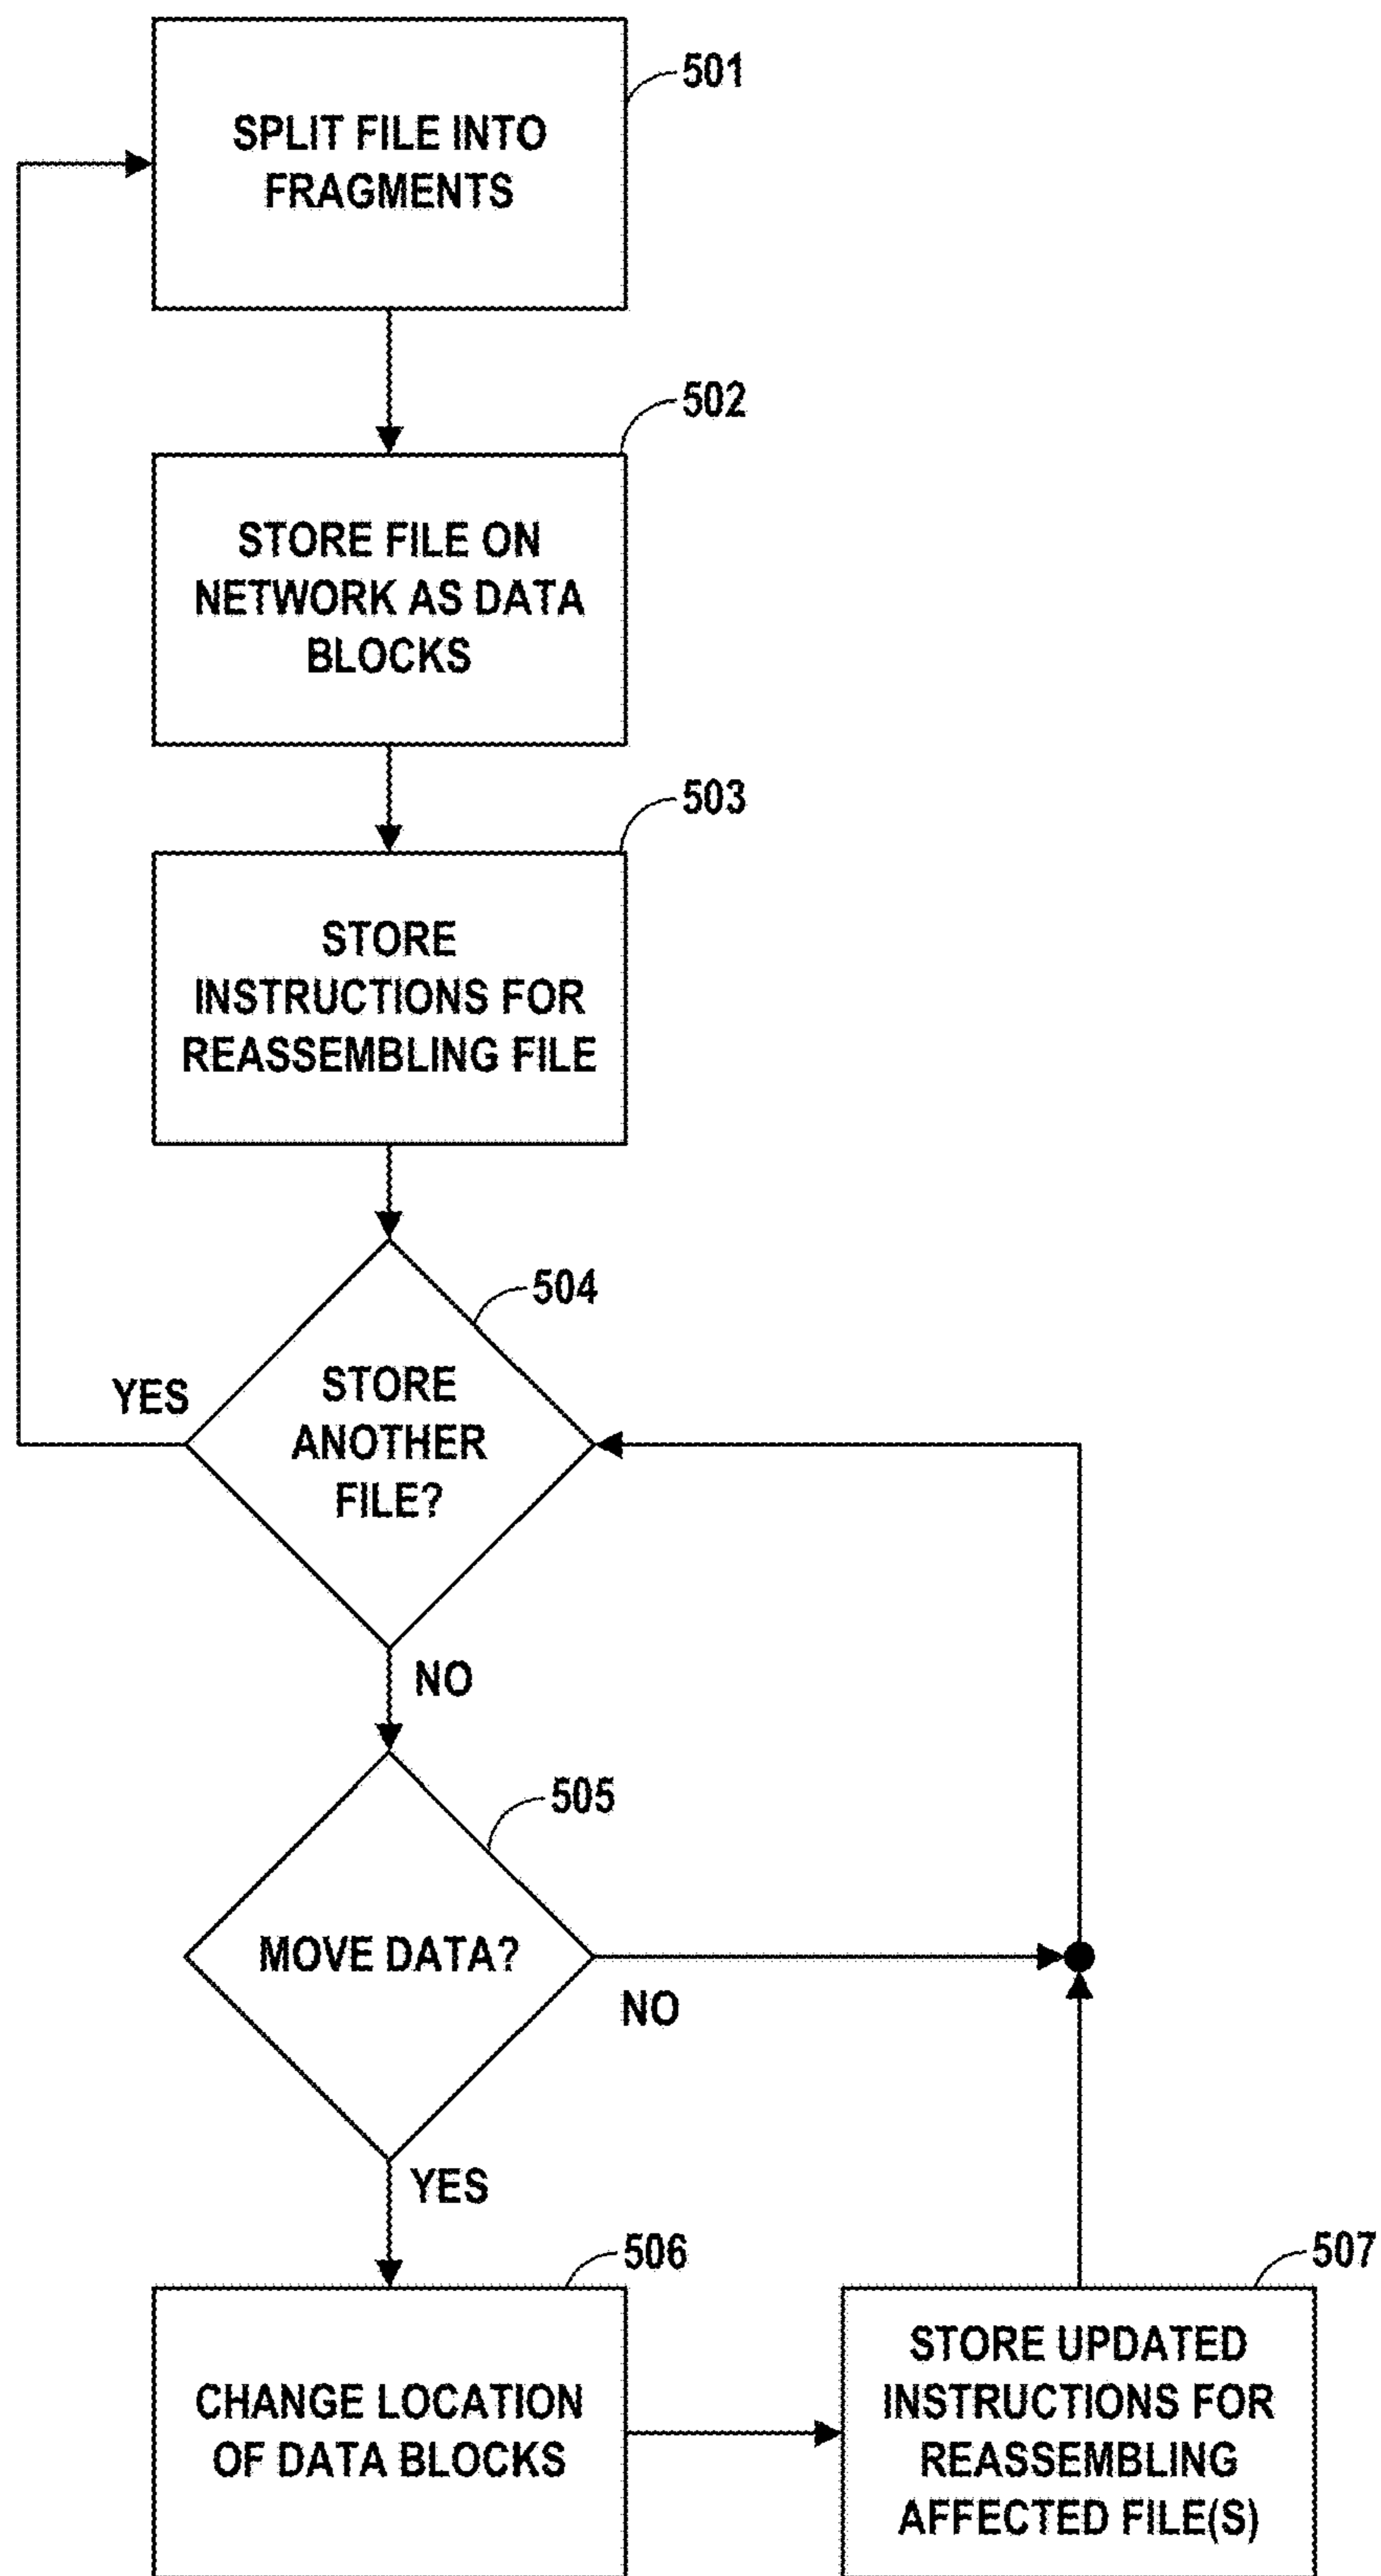 501
SPLIT FILE INTO
FRAGMENTS
502
STORE FILE ON
NETWORK AS DATA
BLOCKS
503
STORE
INSTRUCTIONS FOR
REASSEMBLING FILE
504
YES
STORE
ANOTHER
FILE?
NO
505
MOVE DATA?
NO
YES
506
CHANGE LOCATION
OF DATA BLOCKS
507
STORE UPDATED
INSTRUCTIONS FOR
REASSEMBLING
AFFECTED FILE(S)